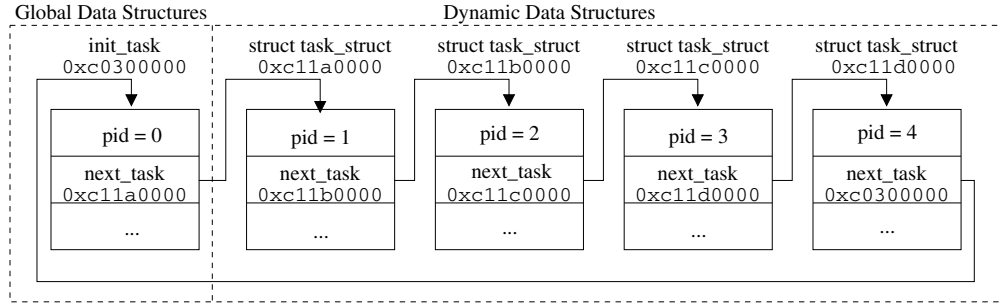 Global Data Structures
Dynamic Data Structures
init_task
0xc0300000
struct task_struct
0xc11a0000
struct task_struct
0xc11b0000
struct task_struct
0xc11c0000
struct task_struct
0xc11d0000
pid = 0
pid = 1
pid = 2
pid = 3
pid = 4
next_task
0xc11a0000
next_task
0xc11b0000
next_task
0xc11c0000
next_task
0xc11d0000
next_task
0xc0300000
...
...
...
...
...